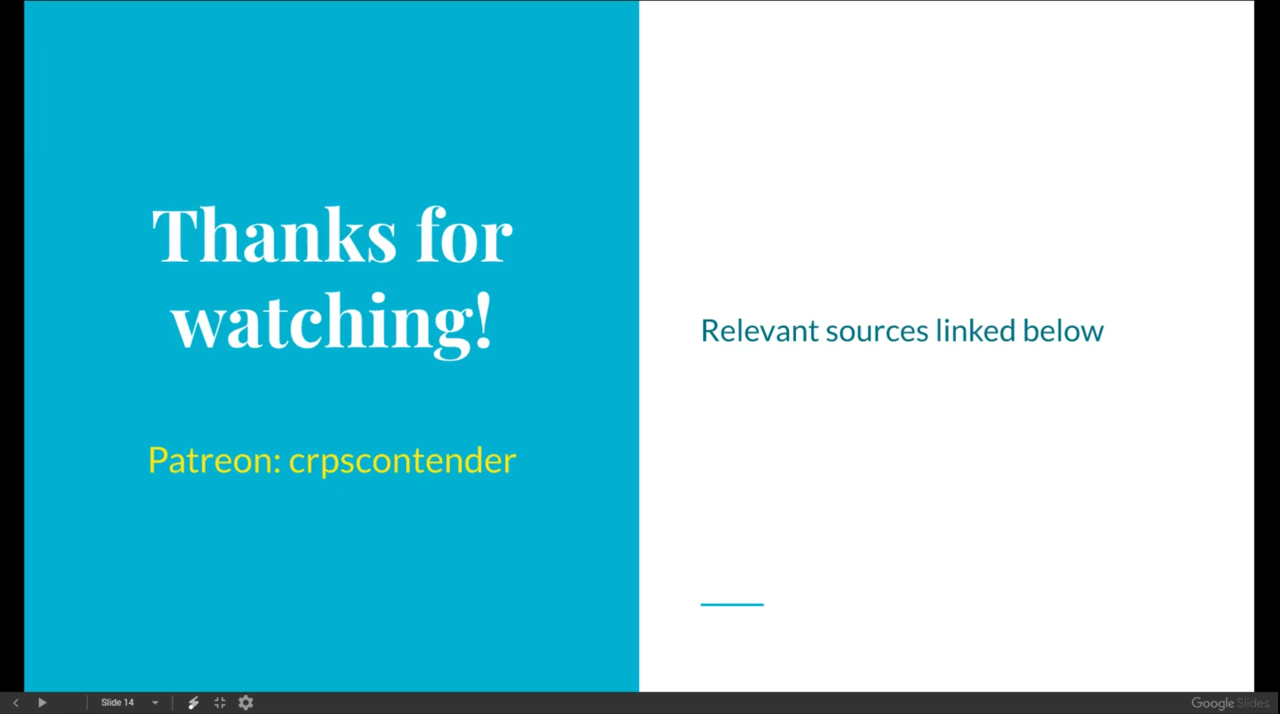 Thanks for
watching!
Patreon: crpscontender
Relevant sources linked below
Slide 14
Google Slides